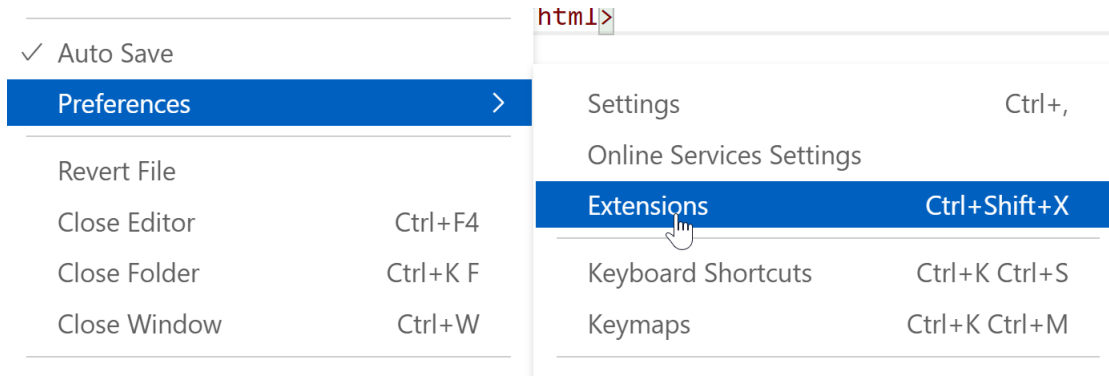 html>
Auto Save
Preferences
Settings Ctrl+,
Online Services Settings
Revert File
Extensions Ctrl+Shift+X
Close Editor Ctrl+F4
Close Folder Ctrl+K F
Keyboard Shortcuts Ctrl+K Ctrl+S
Close Window Ctrl+W
Keymaps Ctrl+K Ctrl+M